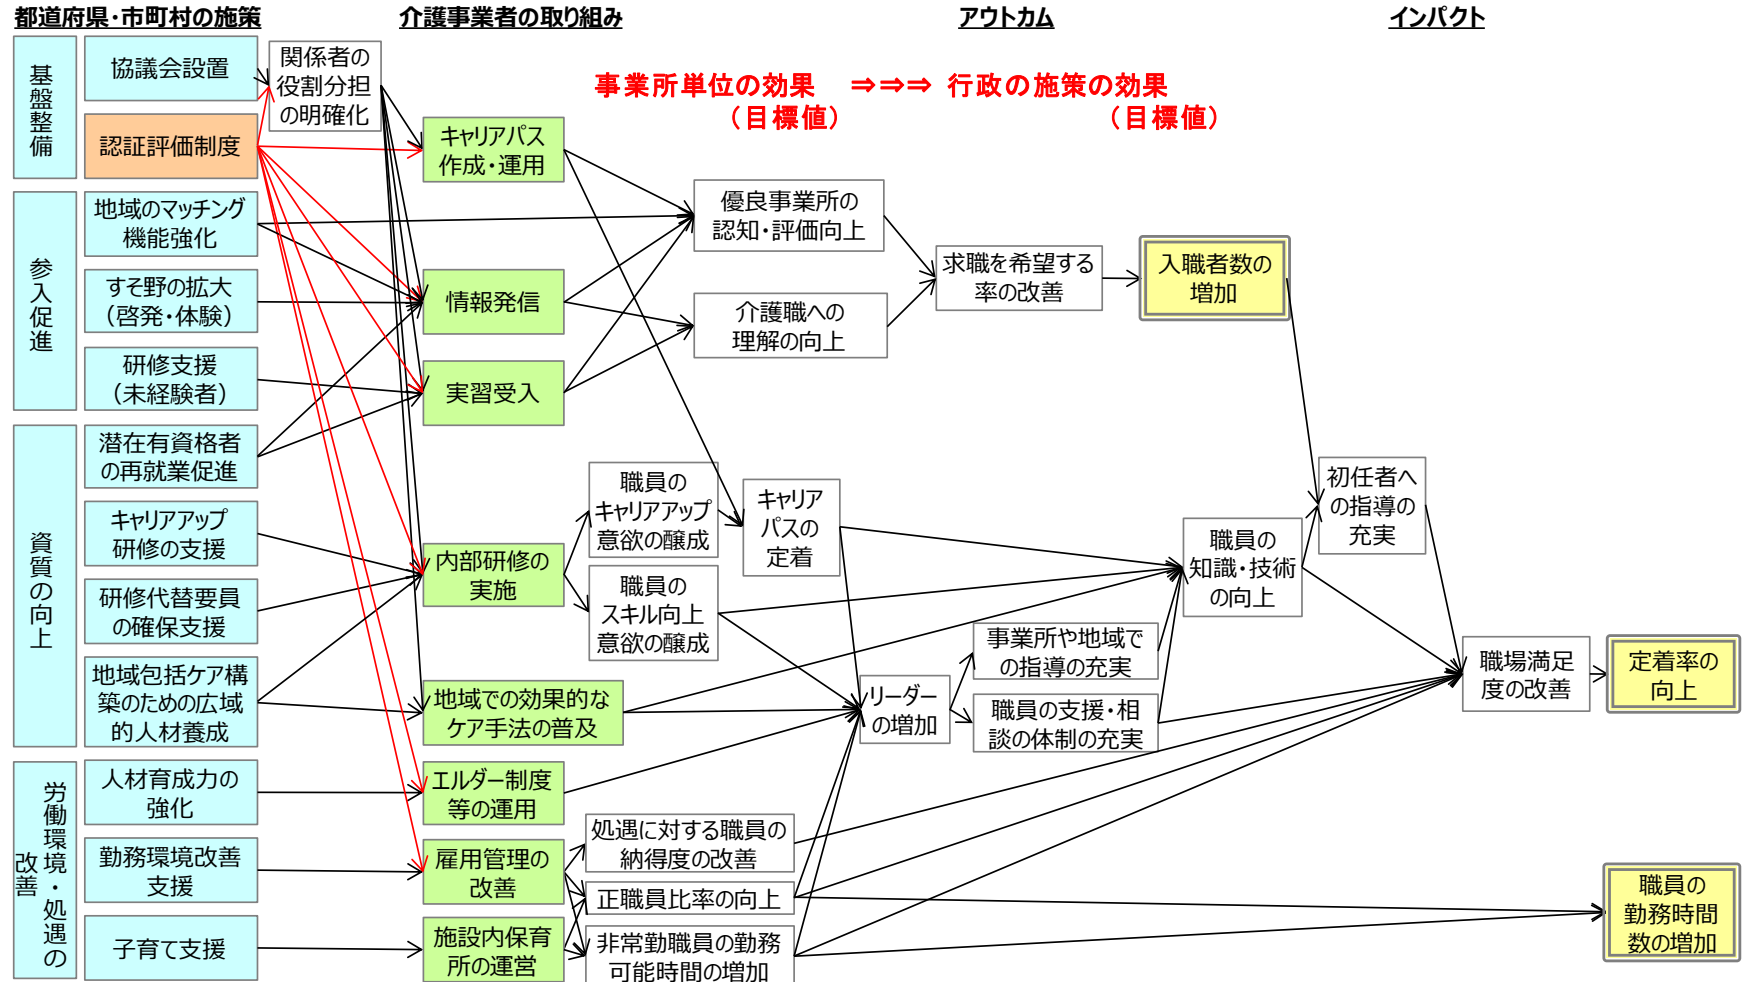 都道府県・市町村の施策
介護事業者の取り組み
アウトカム
インパクト
事業所単位の効果　⇒⇒⇒ 行政の施策の効果
（目標値）
（目標値）
基盤整備
協議会設置
認証評価制度
関係者の
役割分担
の明確化
参入促進
地域のマッチング
機能強化
すそ野の拡大
（啓発・体験）
研修支援
（未経験者）
資質の向上
潜在有資格者
の再就業促進
キャリアアップ
研修の支援
研修代替要員
の確保支援
地域包括ケア構
築のための広域
的人材養成
労働環境・処遇の
改善
人材育成力の
強化
勤務環境改善
支援
子育て支援
キャリアパス
作成・運用
情報発信
実習受入
内部研修の
実施
地域での効果的な
ケア手法の普及
エルダー制度
等の運用
雇用管理の
改善
施設内保育
所の運営
職員の
キャリアアップ
意欲の醸成
職員の
スキル向上
意欲の醸成
処遇に対する職員の
納得度の改善
正職員比率の向上
非常勤職員の勤務
可能時間の増加
優良事業所の
認知・評価向上
介護職への
理解の向上
キャリア
パスの
定着
リーダー
の増加
求職を希望する
率の改善
事業所や地域で
の指導の充実
職員の支援・相
談の体制の充実
入職者数の
増加
職員の
知識・技術
の向上
初任者へ
の指導の
充実
職場満足
度の改善
定着率の
向上
職員の
勤務時間
数の増加